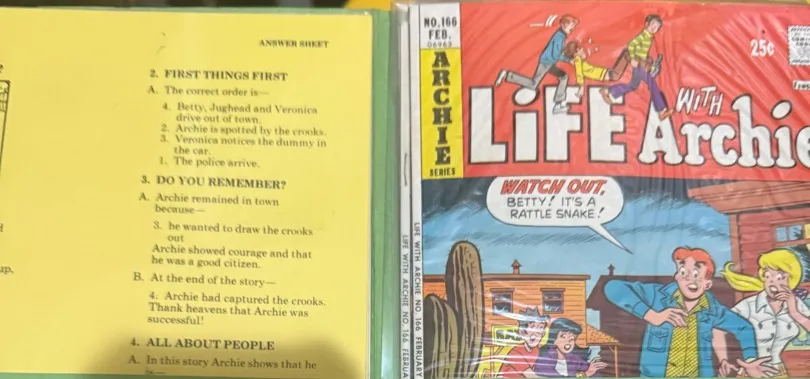 ANSWER SHEET
2. FIRST THINGS FIRST
A. The correct order is—
4. Betty, Jughead and Veronica
drive out of town.
2. Archie is spotted by the crooks.
3. Veronica notices the dummy in
the car.
1. The police arrive.
3. DO YOU REMEMBER?
A. Archie remained in town
because—
3. he wanted to draw the crooks
out
Archie showed courage and that
he was a good citizen.
B. At the end of the story—
4. Archie had captured the crooks.
Thank heavens that Archie was
successful!
4. ALL ABOUT PEOPLE
A. In this story Archie shows that he
is—
?
up.
LIFE WITH ARCHIE NO. 166 FEBRUA
LIFE WITH ARCHIE NO. 166 FEBRUARY
NO.166
FEB.
06963
ARCHIE
SERIES
25¢
LiFE WITH Archie
WATCH OUT,
BETTY! IT'S A
RATTLE SNAKE!